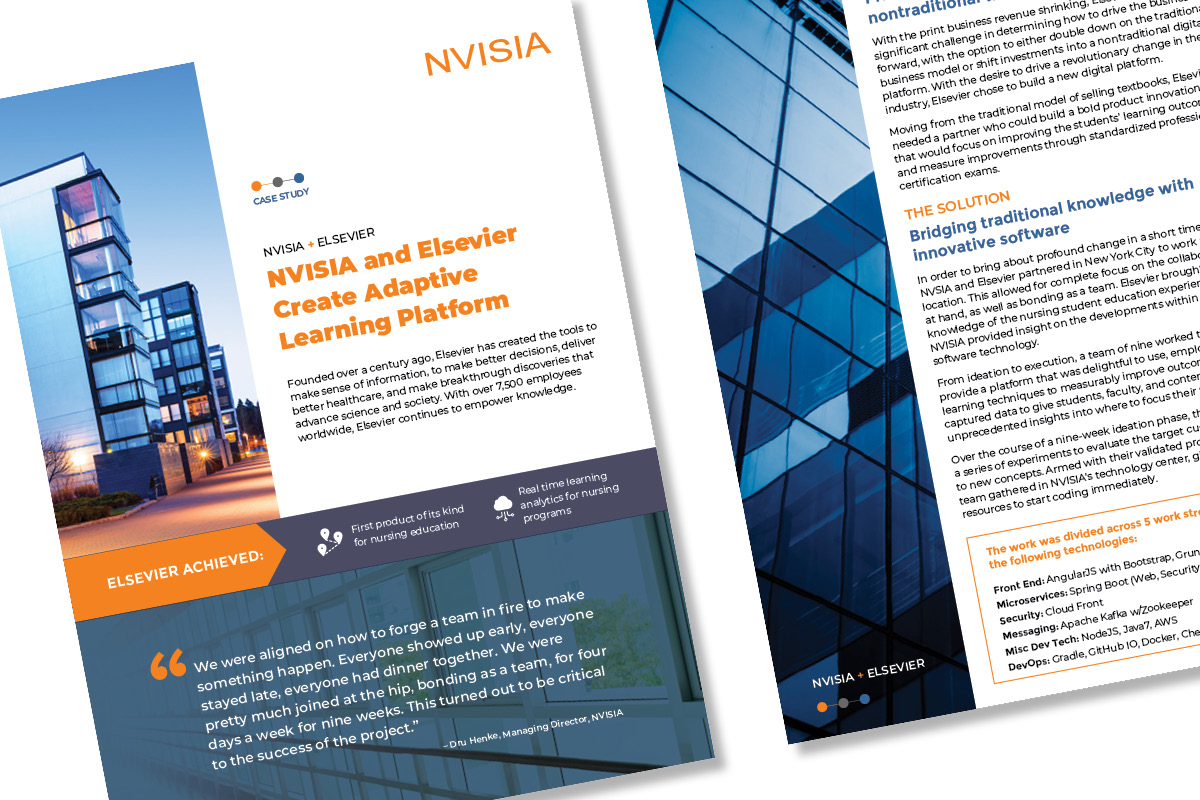 NVISIA
CASE STUDY
NVISIA + ELSEVIER
NVISIA and Elsevier
Create Adaptive
Learning Platform
Founded over a century ago, Elsevier has created the tools to
make sense of information, to make better decisions, deliver
better healthcare, and make breakthrough discoveries that
advance science and society. With over 7,500 employees
worldwide, Elsevier continues to empower knowledge.
ELSEVIER ACHIEVED:
First product of its kind
for nursing education
Real time learning
analytics for nursing
programs
“
We were aligned on how to forge a team in fire to make
something happen. Everyone showed up early, everyone
stayed late, everyone had dinner together. We were
pretty much joined at the hip, bonding as a team, for four
days a week for nine weeks. This turned out to be critical
to the success of the project.”
– Dru Henke, Managing Director, NVISIA
nontraditional
With the print business revenue shrinking,
significant challenge in determining how to drive the
forward, with the option to either double down on the
business model or shift investments into a nontraditional
platform. With the desire to drive a revolutionary change in the
industry, Elsevier chose to build a new digital platform.
Moving from the traditional model of selling textbooks,
needed a partner who could build a bold product innovation
that would focus on improving the students' learning
and measure improvements through standardized
certification exams.
THE SOLUTION
Bridging traditional knowledge with
innovative software
In order to bring about profound change in a short time
NVISIA and Elsevier partnered in New York City to work
location. This allowed for complete focus on the
at hand, as well as bonding as a team. Elsevier brought
knowledge of the nursing student education
NVISIA provided insight on the developments within
software technology.
From ideation to execution, a team of nine worked
provide a platform that was delightful to use,
learning techniques to measurably improve
captured data to give students, faculty, and
unprecedented insights into where to focus their
Over the course of a nine-week ideation phase,
a series of experiments to evaluate the target
to new concepts. Armed with their validated
team gathered in NVISIA's technology center,
resources to start coding immediately.
The work was divided across 5 work
the following technologies:
Front End: AngularJS with Bootstrap,
Microservices: Spring Boot (Web, Security
Security: Cloud Front
Messaging: Apache Kafka w/Zookeeper
Misc Dev Tech: NodeJS, Java7, AWS
DevOps: Gradle, GitHub IO, Docker,
NVISIA + ELSEVIER